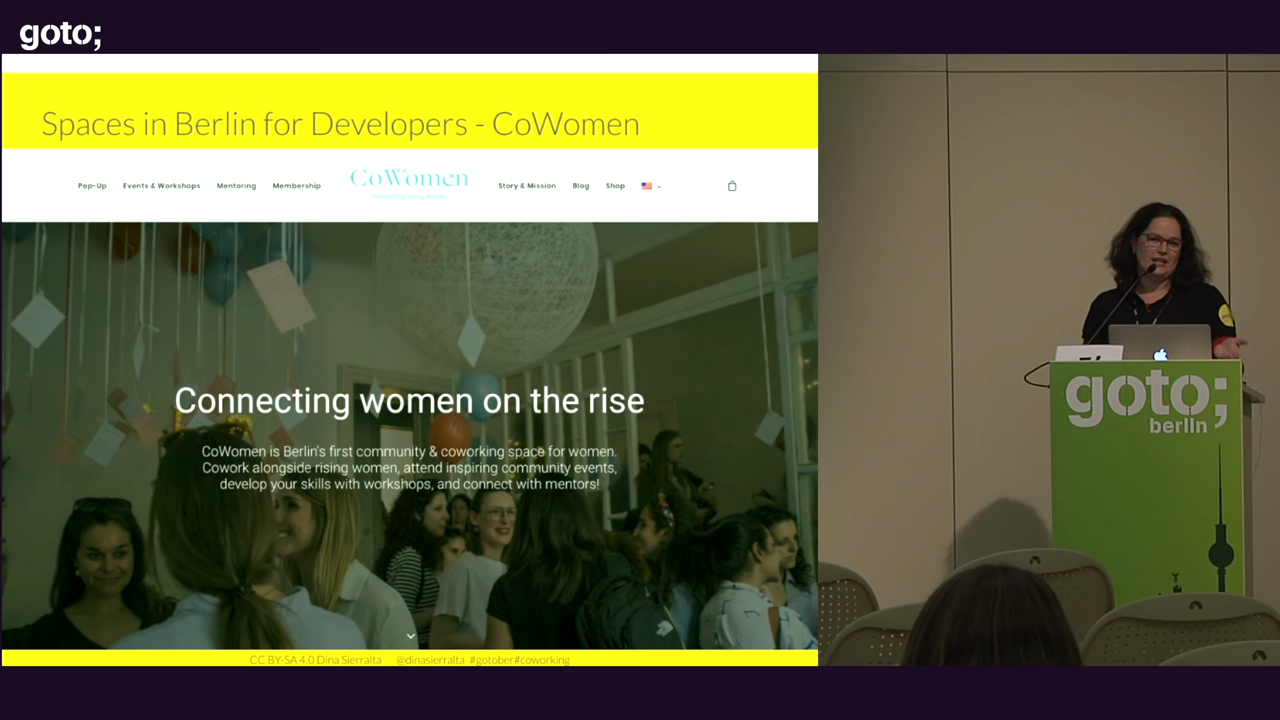 goto;
Spaces in Berlin for Developers - CoWomen
Pop-Up Events & Workshops Mentoring Membership CoWomen Story & Mission Blog Shop
connecting rising women
Connecting women on the rise
CoWomen is Berlin's first community & coworking space for women.
Cowork alongside rising women, attend inspiring community events,
develop your skills with workshops, and connect with mentors!
CC BY-SA 4.0 Dina Sierralta @dinasierralta #gotober#coworking
goto;
berlin